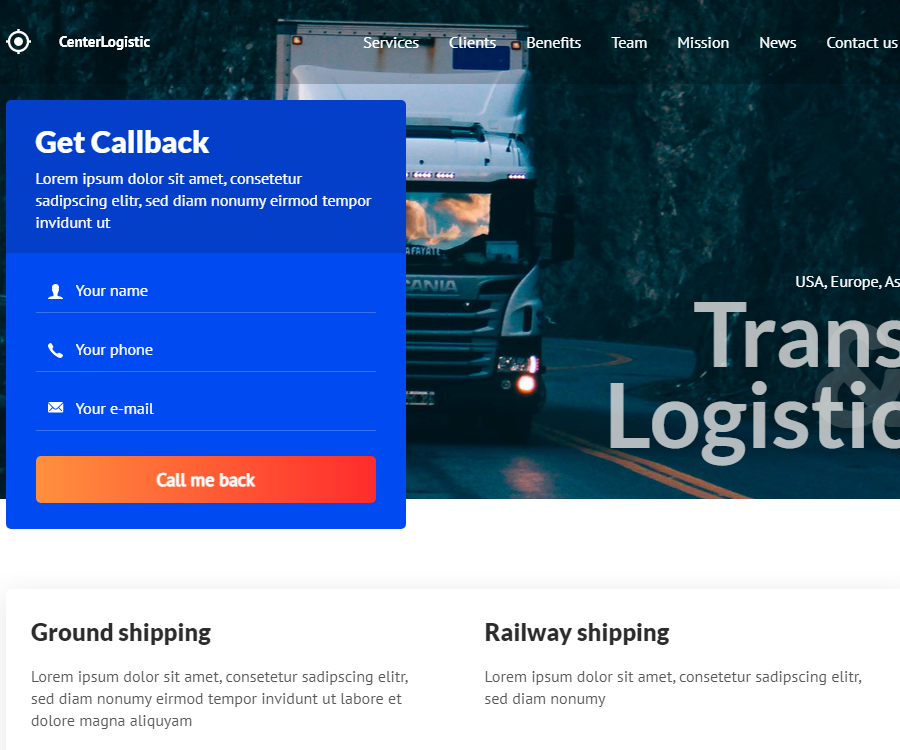 CenterLogistic
Services Clients Benefits Team Mission News Contact us
Get Callback
Lorem ipsum dolor sit amet, consetetur
sadipscing elitr, sed diam nonumy eirmod tempor
invidunt ut
Your name
Your phone
Your e-mail
Call me back
LAFAYATE
SCANIA
USA, Europe, As
Trans
&
Logistic
Ground shipping
Lorem ipsum dolor sit amet, consetetur sadipscing elitr,
sed diam nonumy eirmod tempor invidunt ut labore et
dolore magna aliquyam
Railway shipping
Lorem ipsum dolor sit amet, consetetur sadipscing elitr,
sed diam nonumy